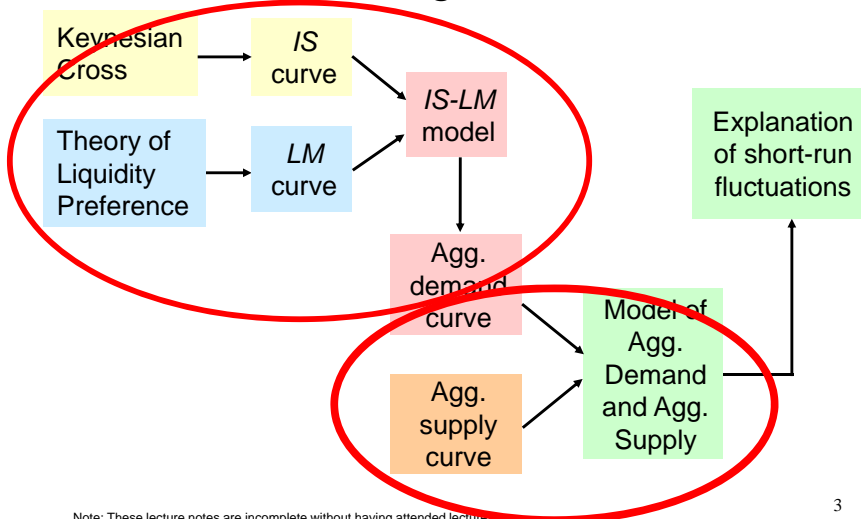 Keynesian
Cross
IS
curve
IS-LM
model
Theory of
Liquidity
Preference
LM
curve
Explanation
of short-run
fluctuations
Agg.
demand
curve
Model of
Agg.
Demand
and Agg.
Supply
Agg.
supply
curve
Note: These lecture notes are incomplete without having attended lecture
3